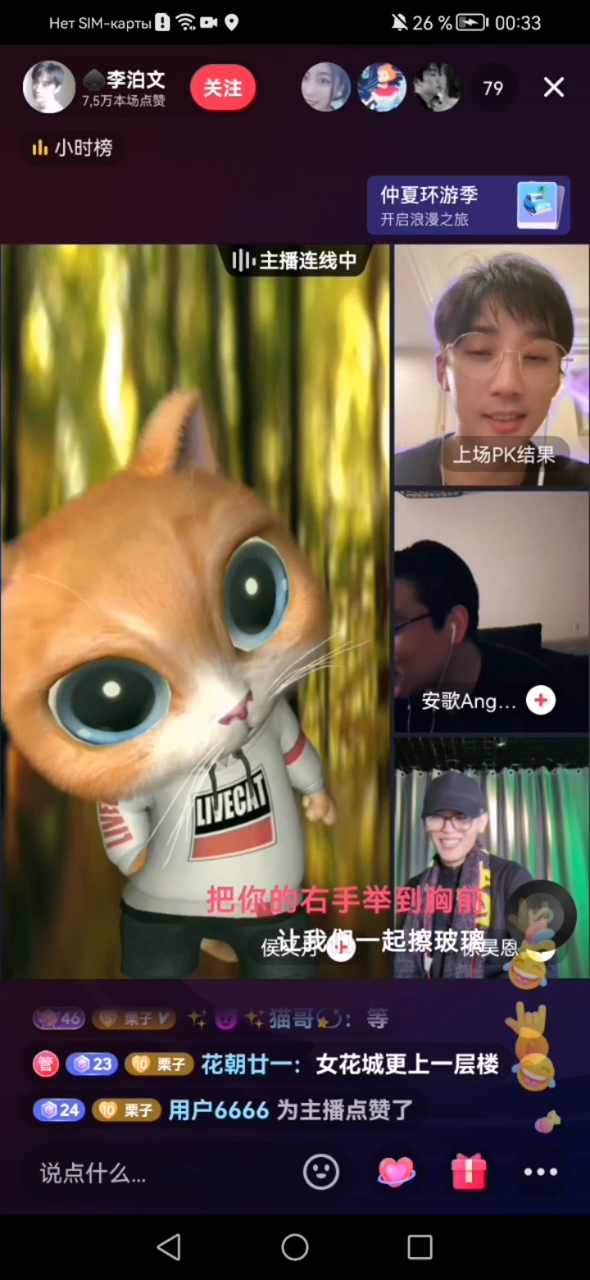 Нет SIM-карты
26 %
00:33
李泊文
7,5万本场点赞
关注
79
小时榜
仲夏环游季
开启浪漫之旅
主播连线中
上场PK结果
安歌Ang...
LIVECAT
把你的右手举到胸前
让我们一起擦玻璃
徐昊恩
46 栗子 猫哥: 等
管 23 栗子 花朝廿一: 女花城更上一层楼
24 栗子 用户6666 为主播点赞了
说点什么...